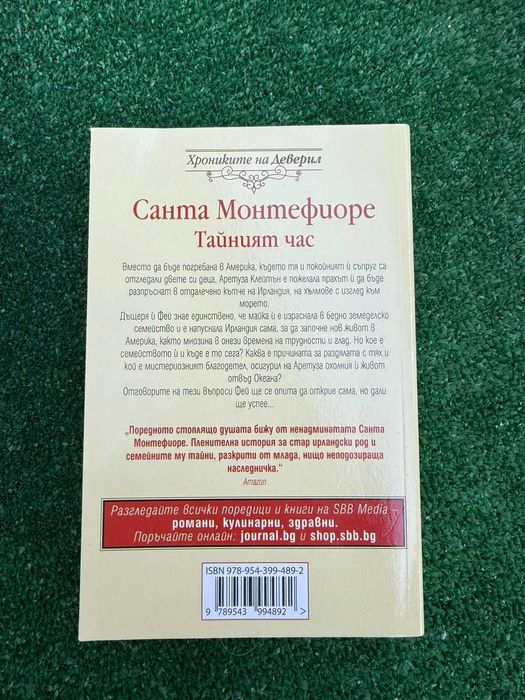 Хрониките на Деверил
Санта Монтефиоре
Тайният час
Вместо да бъде погребана в Америка, където тя и покойният ѝ съпруг са
отгледали двете си деца, Аретуза Клейтън е пожелала прахът ѝ да бъде
разпръснат в отдалечено кътче на Ирландия, на хълмове с изглед към
морето.
Дъщеря ѝ Фей знае единствено, че майка ѝ е израснала в бедно земеделско
семейство и е напуснала Ирландия сама, за да започне нов живот в
Америка, както мнозина в онези времена на трудности и глад. Но кое е
семейството ѝ и къде е то сега? Каква е причината за раздялата с тях и
кой е мистериозният благодетел, осигурил на Аретуза охолния ѝ живот
отвъд Океана?
Отговорите на тези въпроси Фей ще се опита да открие сама, но дали
ще успее...
„Поредното стоплящо душата бижу от ненадминатата Санта
Монтефиоре. Пленителна история за стар ирландски род и
семейните му тайни, разкрити от млада, нищо неподозираща
наследничка.“
Amazon
Разгледайте всички поредици и книги на SBB Media –
романи, кулинарни, здравни.
Поръчайте онлайн: journal.bg и shop.sbb.bg
ISBN 978-954-399-489-2
9 789543 994892 >